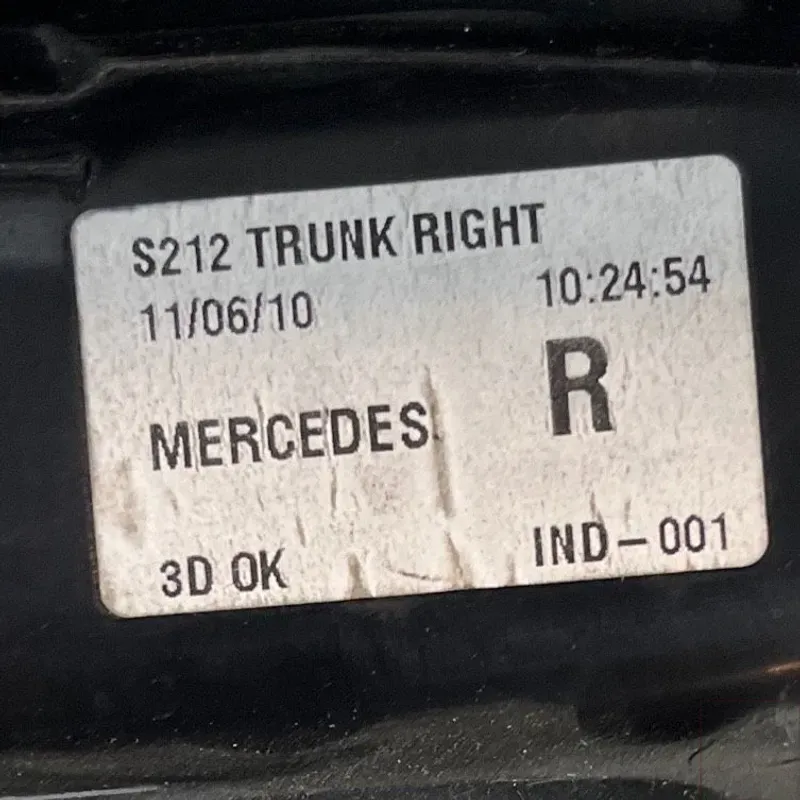 S212 TRUNK RIGHT
11/06/10 10:24:54
MERCEDES R
3D OK IND-001